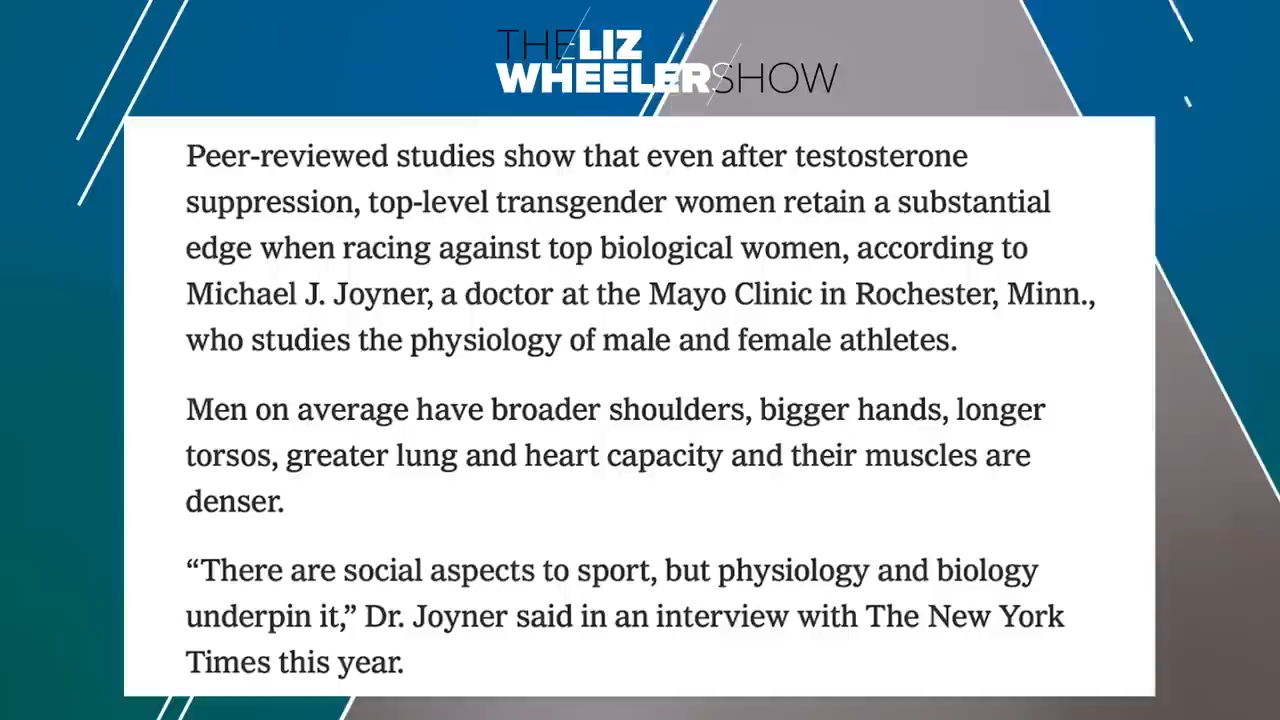 THE LIZ
WHEELER SHOW
Peer-reviewed studies show that even after testosterone
suppression, top-level transgender women retain a substantial
edge when racing against top biological women, according to
Michael J. Joyner, a doctor at the Mayo Clinic in Rochester, Minn.,
who studies the physiology of male and female athletes.
Men on average have broader shoulders, bigger hands, longer
torsos, greater lung and heart capacity and their muscles are
denser.
“There are social aspects to sport, but physiology and biology
underpin it,” Dr. Joyner said in an interview with The New York
Times this year.